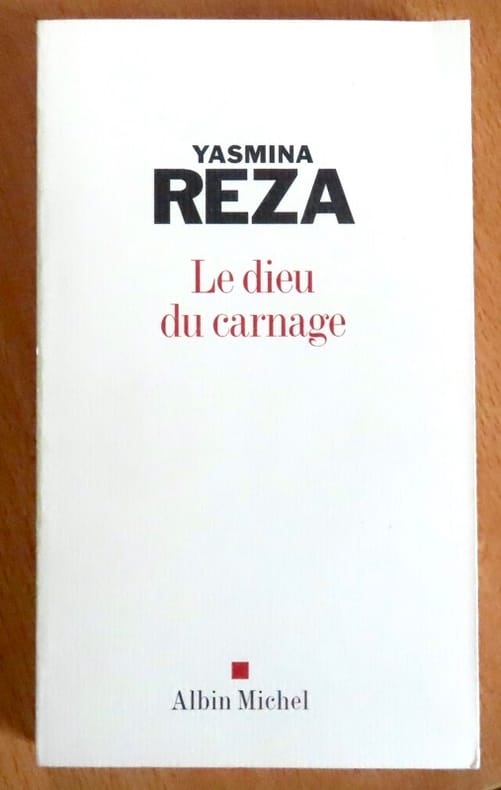 YASMINA
REZA
Le dieu
du carnage
Albin Michel